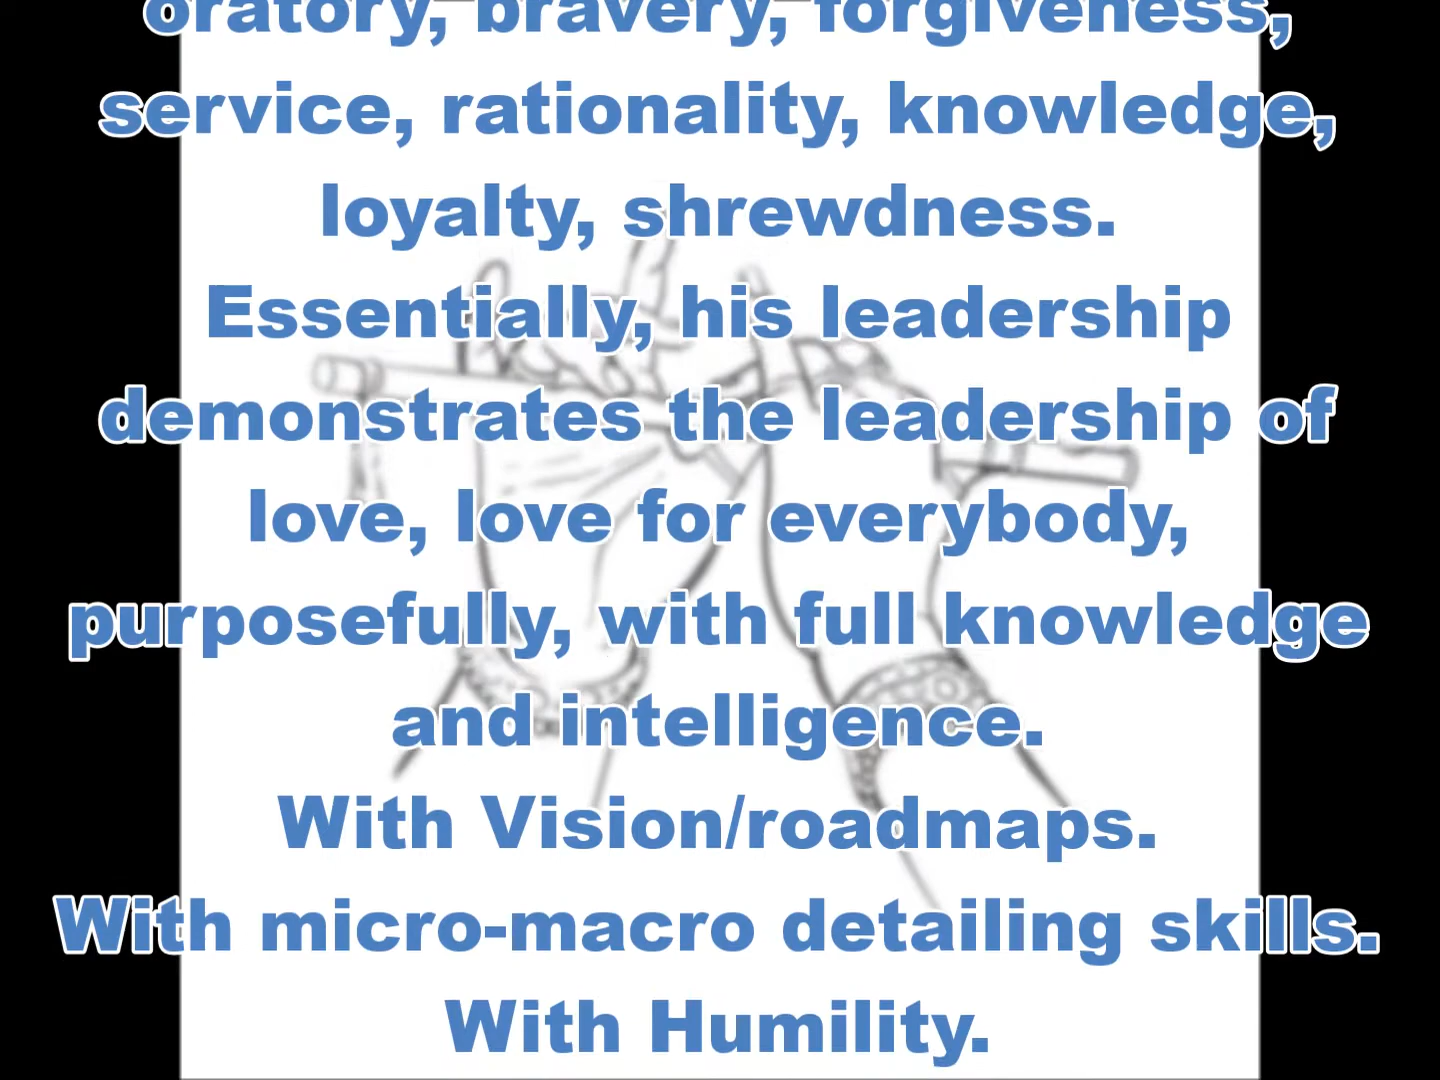 oratory, bravery, forgiveness,
service, rationality, knowledge,
loyalty, shrewdness.
Essentially, his leadership
demonstrates the leadership of
love, love for everybody,
purposefully, with full knowledge
and intelligence.
With Vision/roadmaps.
With micro-macro detailing skills.
With Humility.